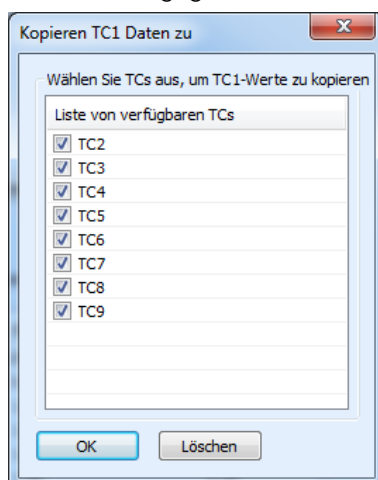 Kopieren TC1 Daten zu
Wählen Sie TCs aus, um TC1-Werte zu kopieren
Liste von verfügbaren TCs
TC2
TC3
TC4
TC5
TC6
TC7
TC8
TC9
OK Löschen